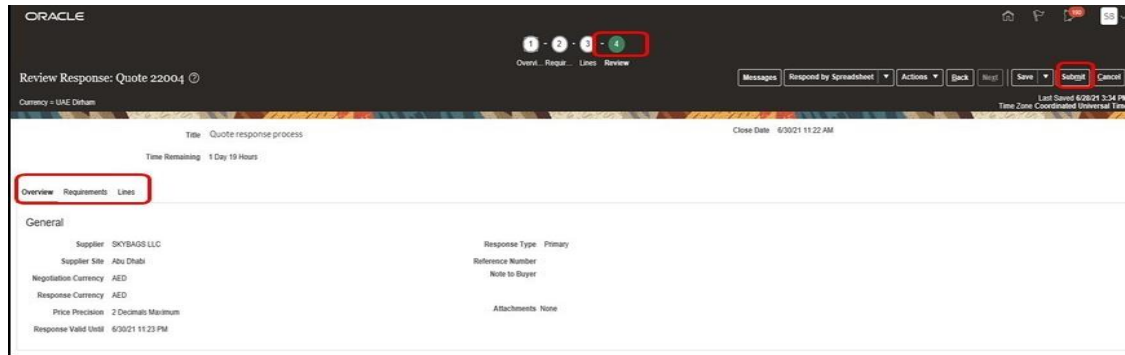 ORACLE
192
SB
1 2 3 4
Overvi... Requir... Lines Review
Review Response: Quote 22004
Messages Respond by Spreadsheet Actions Back Next Save Submit Cancel
Currency = UAE Dirham
Last Saved 6/28/21 3:34 PM
Time Zone Coordinated Universal Time
Title Quote response process
Close Date 6/30/21 11:22 AM
Time Remaining 1 Day 19 Hours
Overview Requirements Lines
General
Supplier SKYBAGS LLC
Response Type Primary
Supplier Site Abu Dhabi
Reference Number
Negotiation Currency AED
Note to Buyer
Response Currency AED
Price Precision 2 Decimals Maximum
Attachments None
Response Valid Until 6/30/21 11:23 PM